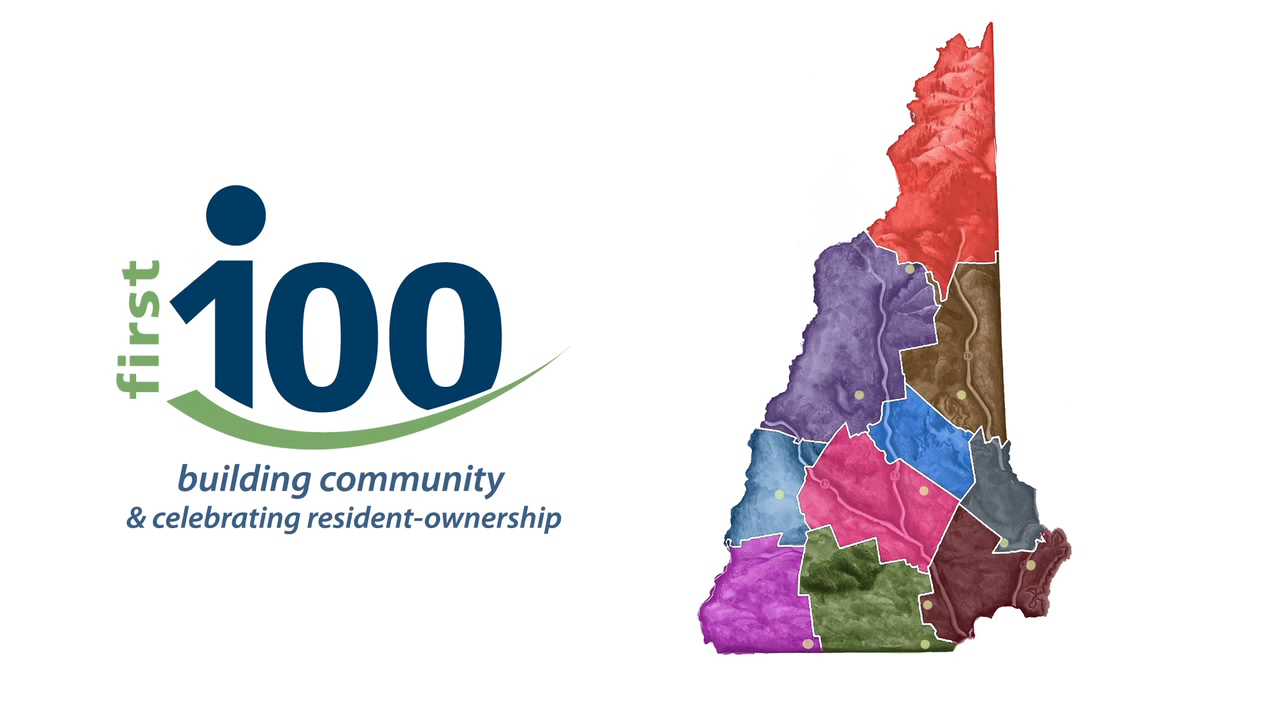 first
100
building community
& celebrating resident-ownership